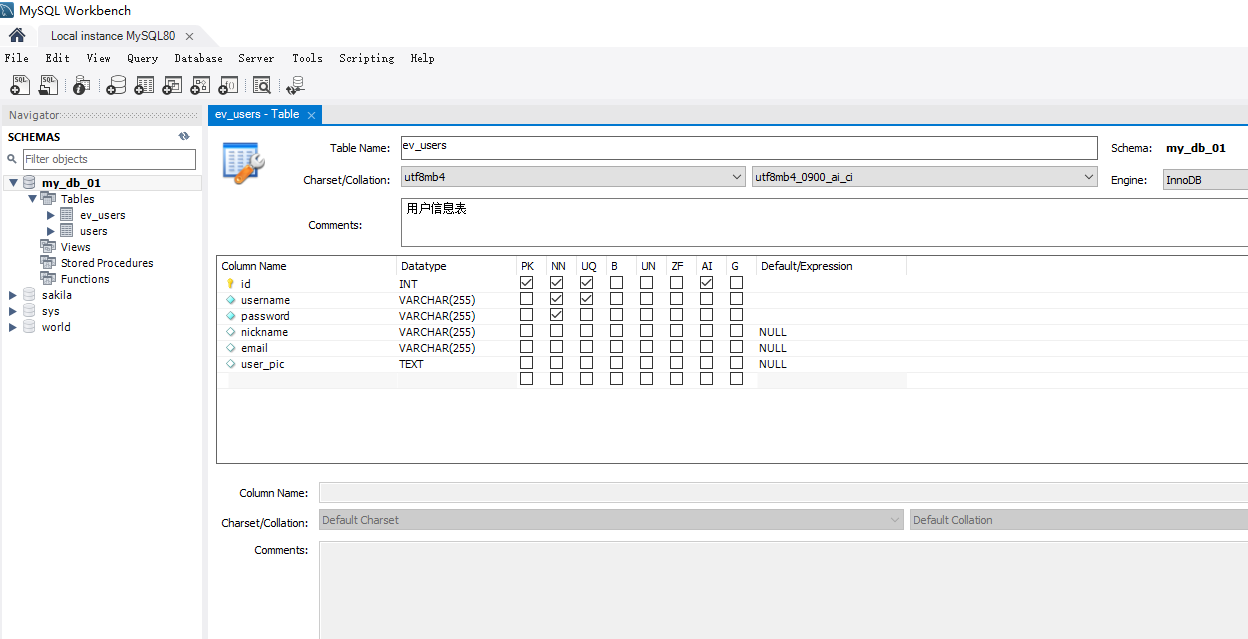 MySQL Workbench
Local instance MySQL80
File Edit View Query Database Server Tools Scripting Help
Navigator
SCHEMAS
Filter objects
my_db_01
Tables
ev_users
users
Views
Stored Procedures
Functions
sakila
sys
world
ev_users - Table
Table Name: ev_users Schema: my_db_01
Charset/Collation: utf8mb4 utf8mb4_0900_ai_ci Engine: InnoDB
Comments: 用户信息表
Column Name Datatype PK NN UQ B UN ZF AI G Default/Expression
id INT
username VARCHAR(255)
password VARCHAR(255)
nickname VARCHAR(255) NULL
email VARCHAR(255) NULL
user_pic TEXT NULL
Column Name:
Charset/Collation: Default Charset Default Collation
Comments: